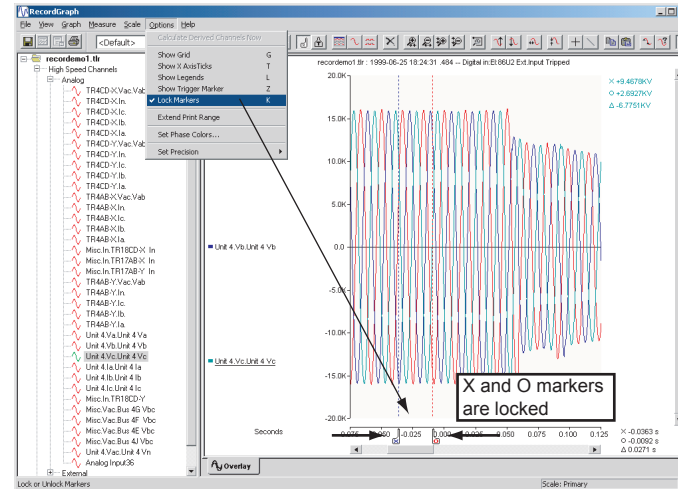 RecordGraph
File View Graph Measure Scale Options Help
<Default>
Calculate Derived Channels Now
Show Grid G
Show X AxisTicks T
Show Legends L
Show Trigger Marker Z
Lock Markers K
Extend Print Range
Set Phase Colors...
Set Precision
recordemo1.tlr
High Speed Channels
Analog
TR4CD-X.Vac.Vab
TR4CD-X.In.
TR4CD-X.Ic.
TR4CD-X.Ib.
TR4CD-X.Ia.
TR4CD-Y.Vac.Vab
TR4CD-Y.In.
TR4CD-Y.Ic.
TR4CD-Y.Ib.
TR4CD-Y.Ia.
TR4AB-X.Vac.Vab
TR4AB-X.In.
TR4AB-X.Ic.
TR4AB-X.Ib.
TR4AB-X.Ia.
Misc.In.TR18CD-X In
Misc.In.TR17AB-X In
Misc.In.TR17AB-Y In
TR4AB-Y.Vac.Vab
TR4AB-Y.In.
TR4AB-Y.Ic.
TR4AB-Y.Ib.
TR4AB-Y.Ia.
Unit 4.Va.Unit 4 Va
Unit 4.Vb.Unit 4 Vb
Unit 4.Vc.Unit 4 Vc
Unit 4.Ia.Unit 4 Ia
Unit 4.Ib.Unit 4 Ib
Unit 4.Ic.Unit 4 Ic
Misc.In.TR18CD-Y
Misc.Vac.Bus 4G Vbc
Misc.Vac.Bus 4F Vbc
Misc.Vac.Bus 4E Vbc
Misc.Vac.Bus 4J Vbc
Unit 4.Vac.Unit 4 Vn
Analog Input36.
External
recordemo1.tlr : 1999-06-25 18:24:31 .484 -- Digital in:El:86U2 Ext.Input Tripped
20.0K
15.0K
10.0K
5.0K
0.0
-5.0K
-10.0K
-15.0K
-20.0K
X +9.4678KV
O +2.6927KV
Δ -6.7751KV
Unit 4.Vb.Unit 4 Vb
Unit 4.Vc.Unit 4 Vc
X and O markers
are locked
Seconds
-0.075 -0.050 -0.025 0.000 0.025 0.050 0.075 0.100 0.125
X -0.0363 s
O -0.0092 s
Δ 0.0271 s
Overlay
Lock or Unlock Markers
Scale: Primary